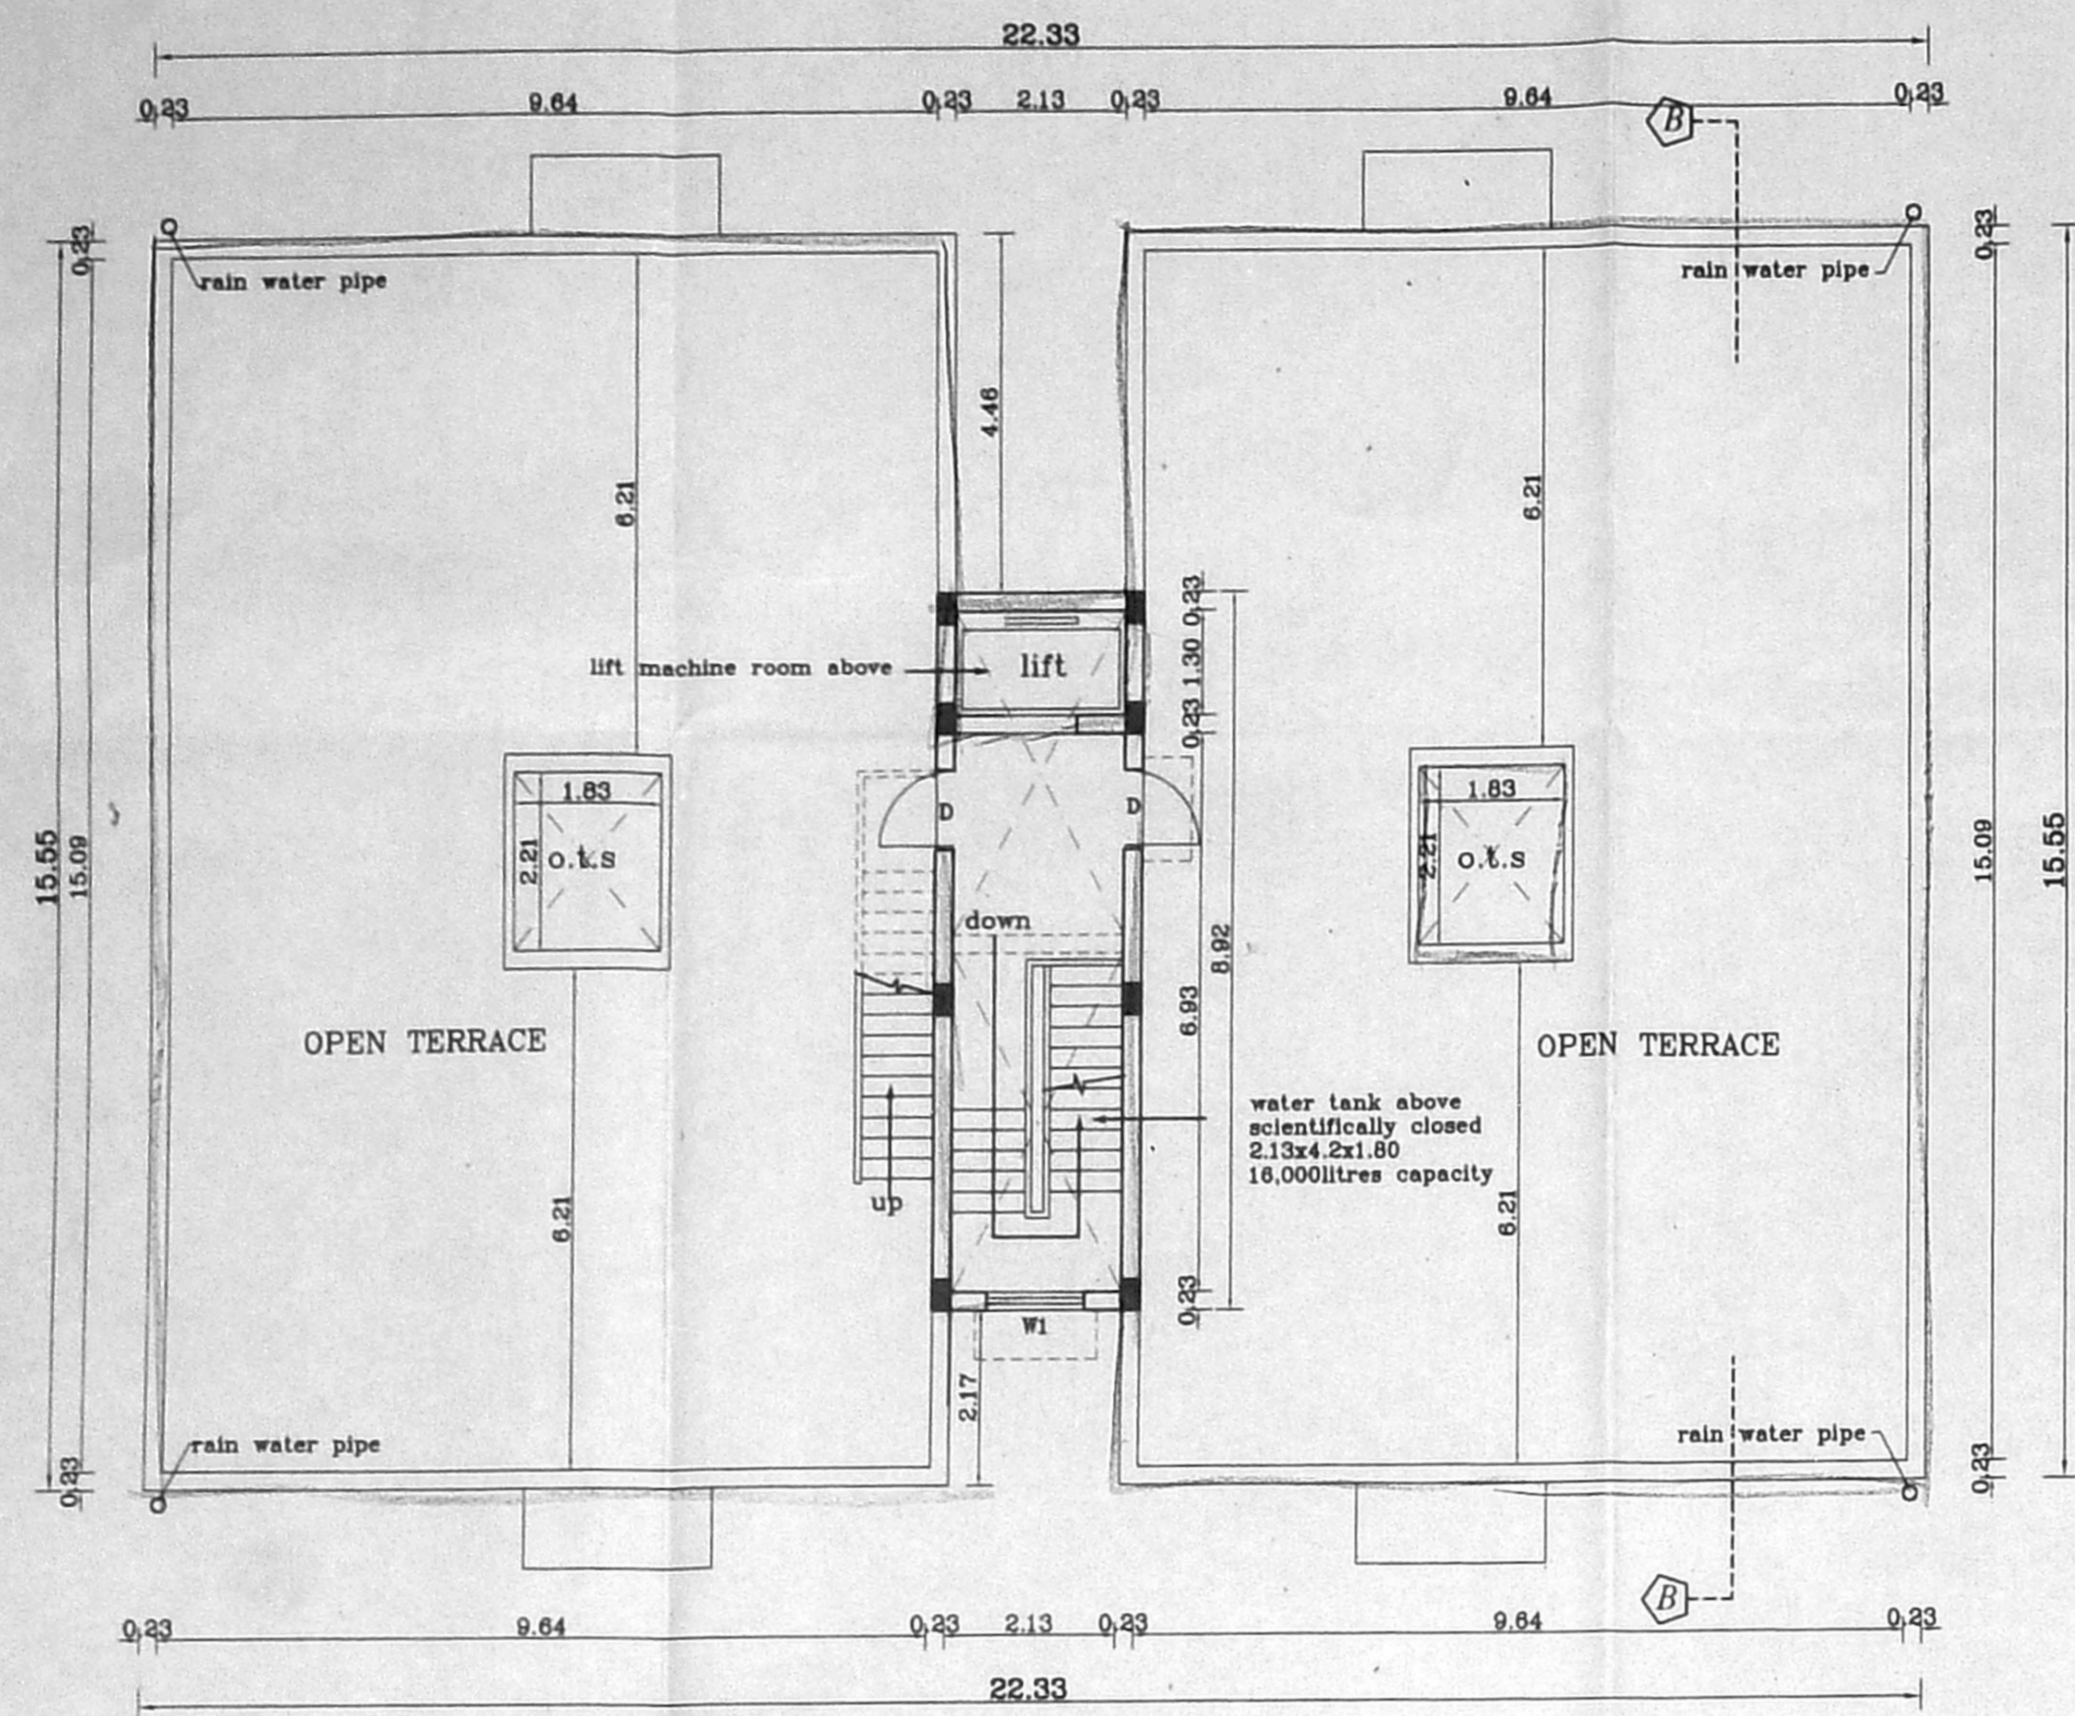 22.33
0.23 9.64 0.23 2.13 0.23 9.64 0.23
B
0.23 0.23
rain water pipe rain water pipe
4.46
6.21 6.21
0.23
lift machine room above lift 1.30
0.23
1.83 D D 1.83
15.55 15.09 2.21 o.t.s 2.21 o.t.s 15.09 15.55
down
8.92
6.93
OPEN TERRACE OPEN TERRACE
water tank above
scientifically closed
2.13x4.2x1.80
16,000litres capacity
up
6.21 6.21
0.23
W1
2.17
rain water pipe rain water pipe
0.23 0.23
B
0.23 9.64 0.23 2.13 0.23 9.64 0.23
22.33